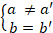 a ≠ a′
b = b′